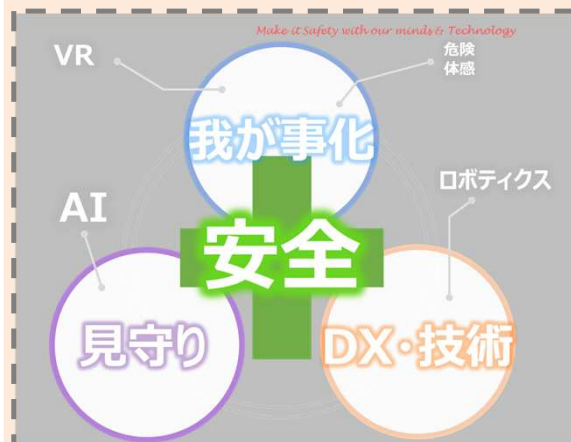 Make it Safety with our minds & Technology
VR
危険
体感
我が事化
ロボティクス
AI
安全
見守り
DX・技術